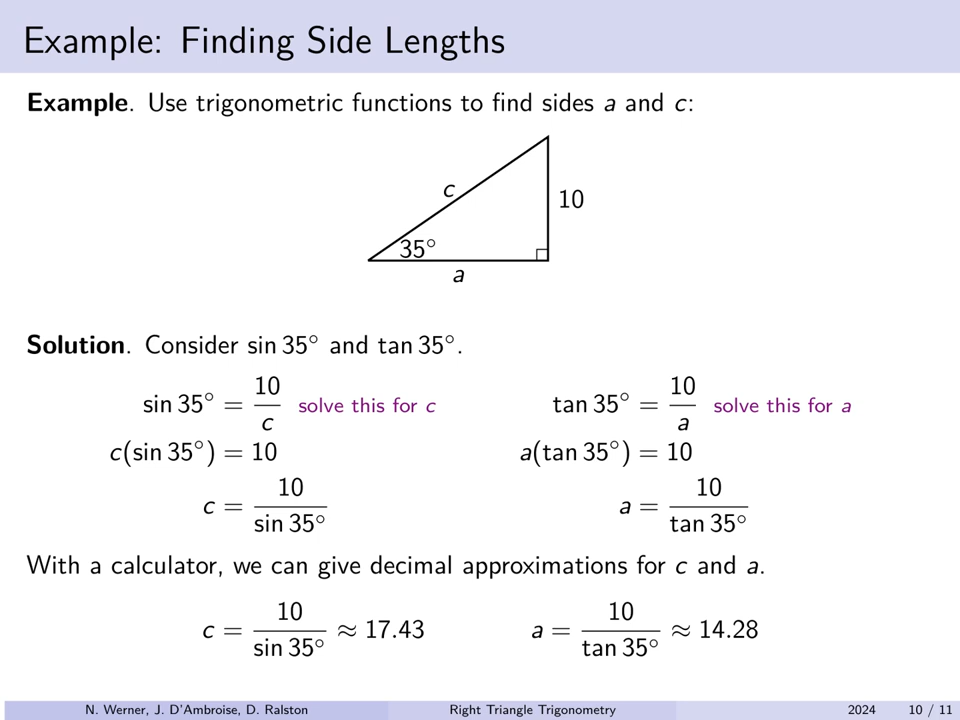 Example: Finding Side Lengths
Example. Use trigonometric functions to find sides a and c:
c
10
35°
a
Solution. Consider sin 35° and tan 35°.
sin 35° = 10/c solve this for c
c(sin 35°) = 10
c = 10/sin 35°
tan 35° = 10/a solve this for a
a(tan 35°) = 10
a = 10/tan 35°
With a calculator, we can give decimal approximations for c and a.
c = 10/sin 35° ≈ 17.43
a = 10/tan 35° ≈ 14.28
N. Werner, J. D'Ambroise, D. Ralston
Right Triangle Trigonometry
2024
10 / 11